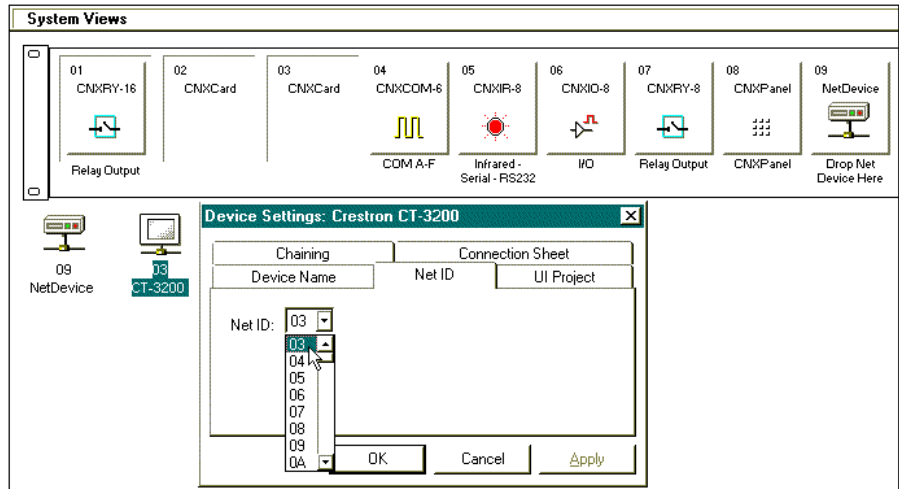 System Views
01
CNXRY-16
Relay Output
02
CNXCard
03
CNXCard
04
CNXCOM-6
COM A-F
05
CNXIR-8
Infrared -
Serial - RS232
06
CNXIO-8
I/O
07
CNXRY-8
Relay Output
08
CNXPanel
CNXPanel
09
NetDevice
Drop Net
Device Here
09
NetDevice
03
CT-3200
Device Settings: Crestron CT-3200
Chaining
Connection Sheet
Device Name
Net ID
UI Project
Net ID:
03
03
04
05
06
07
08
09
0A
OK
Cancel
Apply